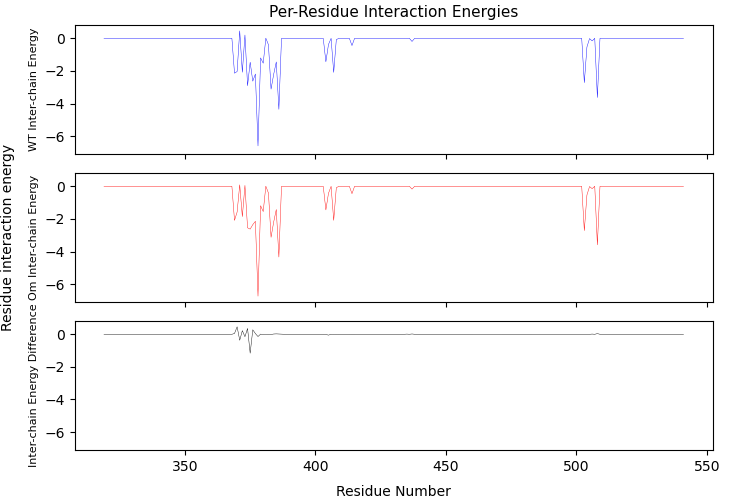 Per-Residue Interaction Energies
Residue interaction energy
WT Inter-chain Energy
0
−2
−4
−6
Om Inter-chain Energy
0
−2
−4
−6
Inter-chain Energy Difference
0
−2
−4
−6
350
400
450
500
550
Residue Number